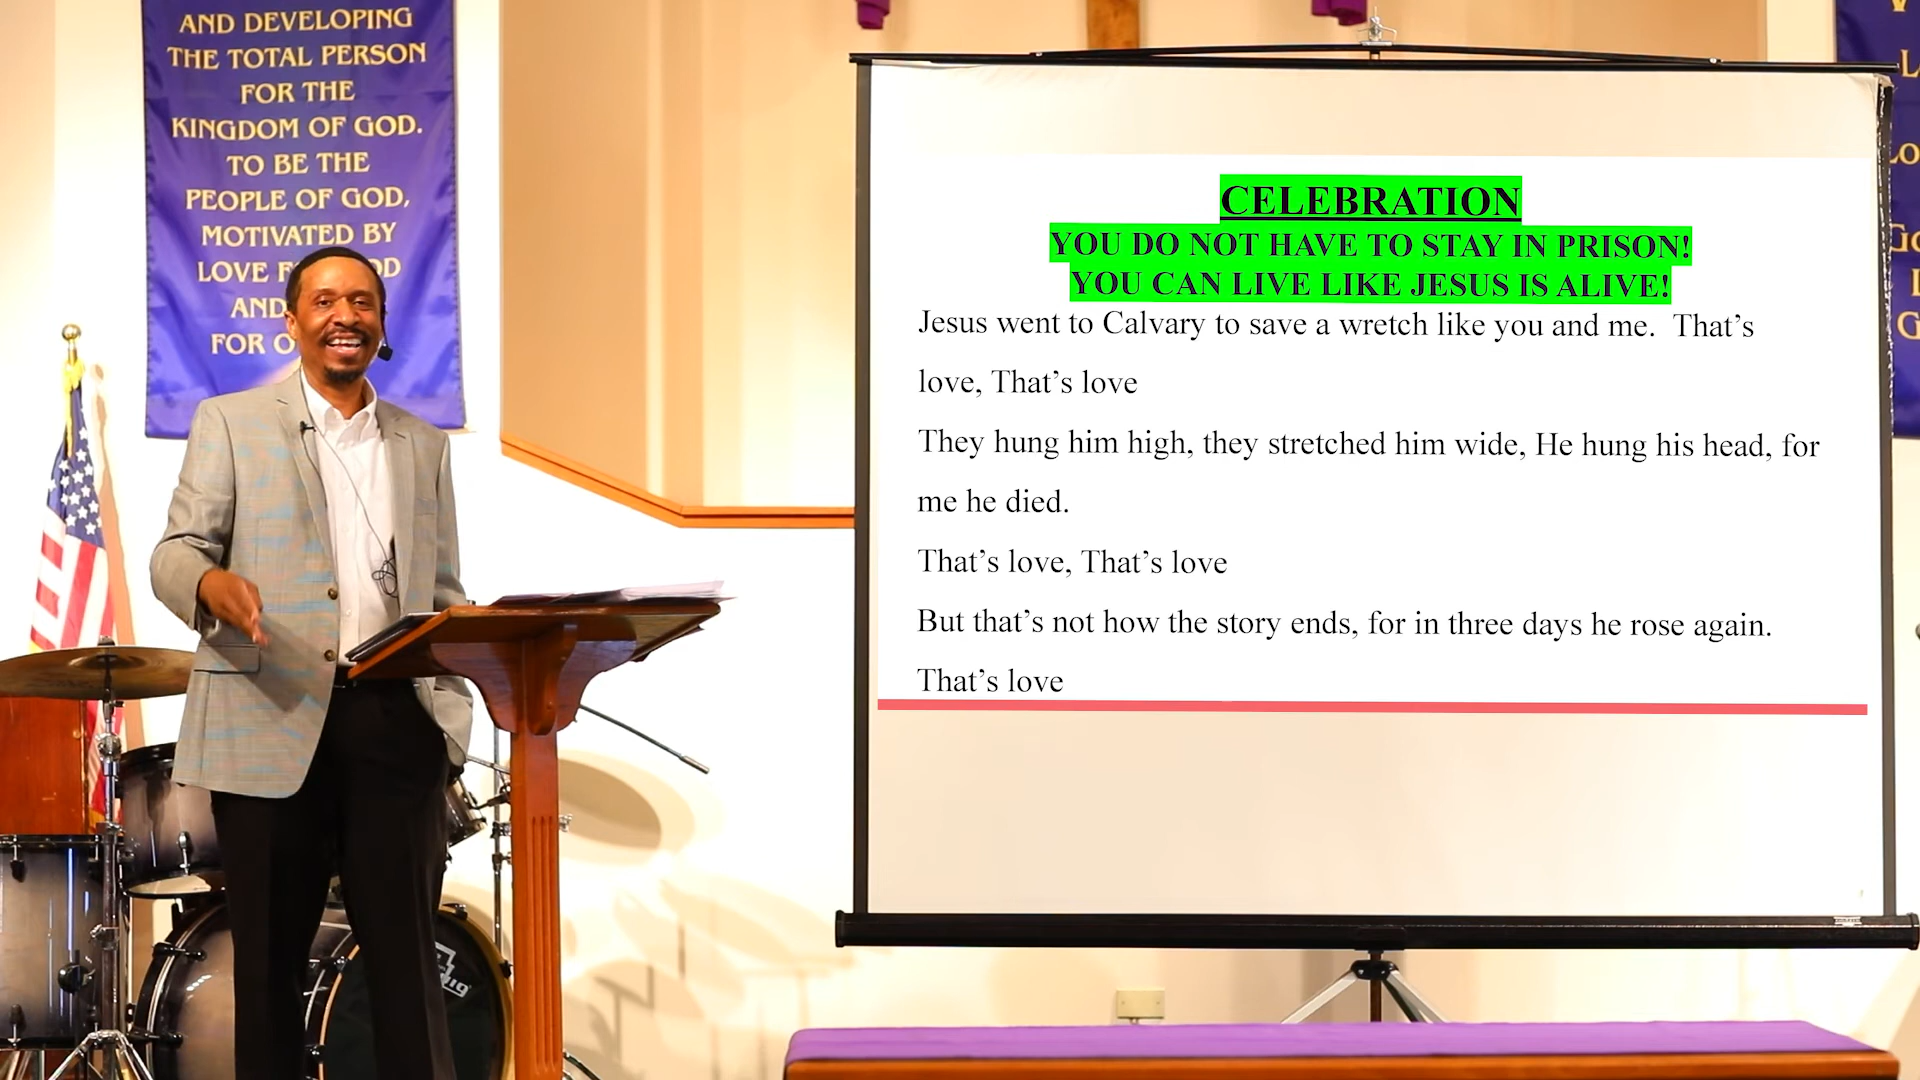 AND DEVELOPING
THE TOTAL PERSON
FOR THE
KINGDOM OF GOD.
TO BE THE
PEOPLE OF GOD,
MOTIVATED BY
LOVE
AND
FOR
CELEBRATION
YOU DO NOT HAVE TO STAY IN PRISON!
YOU CAN LIVE LIKE JESUS IS ALIVE!
Jesus went to Calvary to save a wretch like you and me.  That’s
love, That’s love
They hung him high, they stretched him wide, He hung his head, for
me he died.
That’s love, That’s love
But that’s not how the story ends, for in three days he rose again.
That’s love